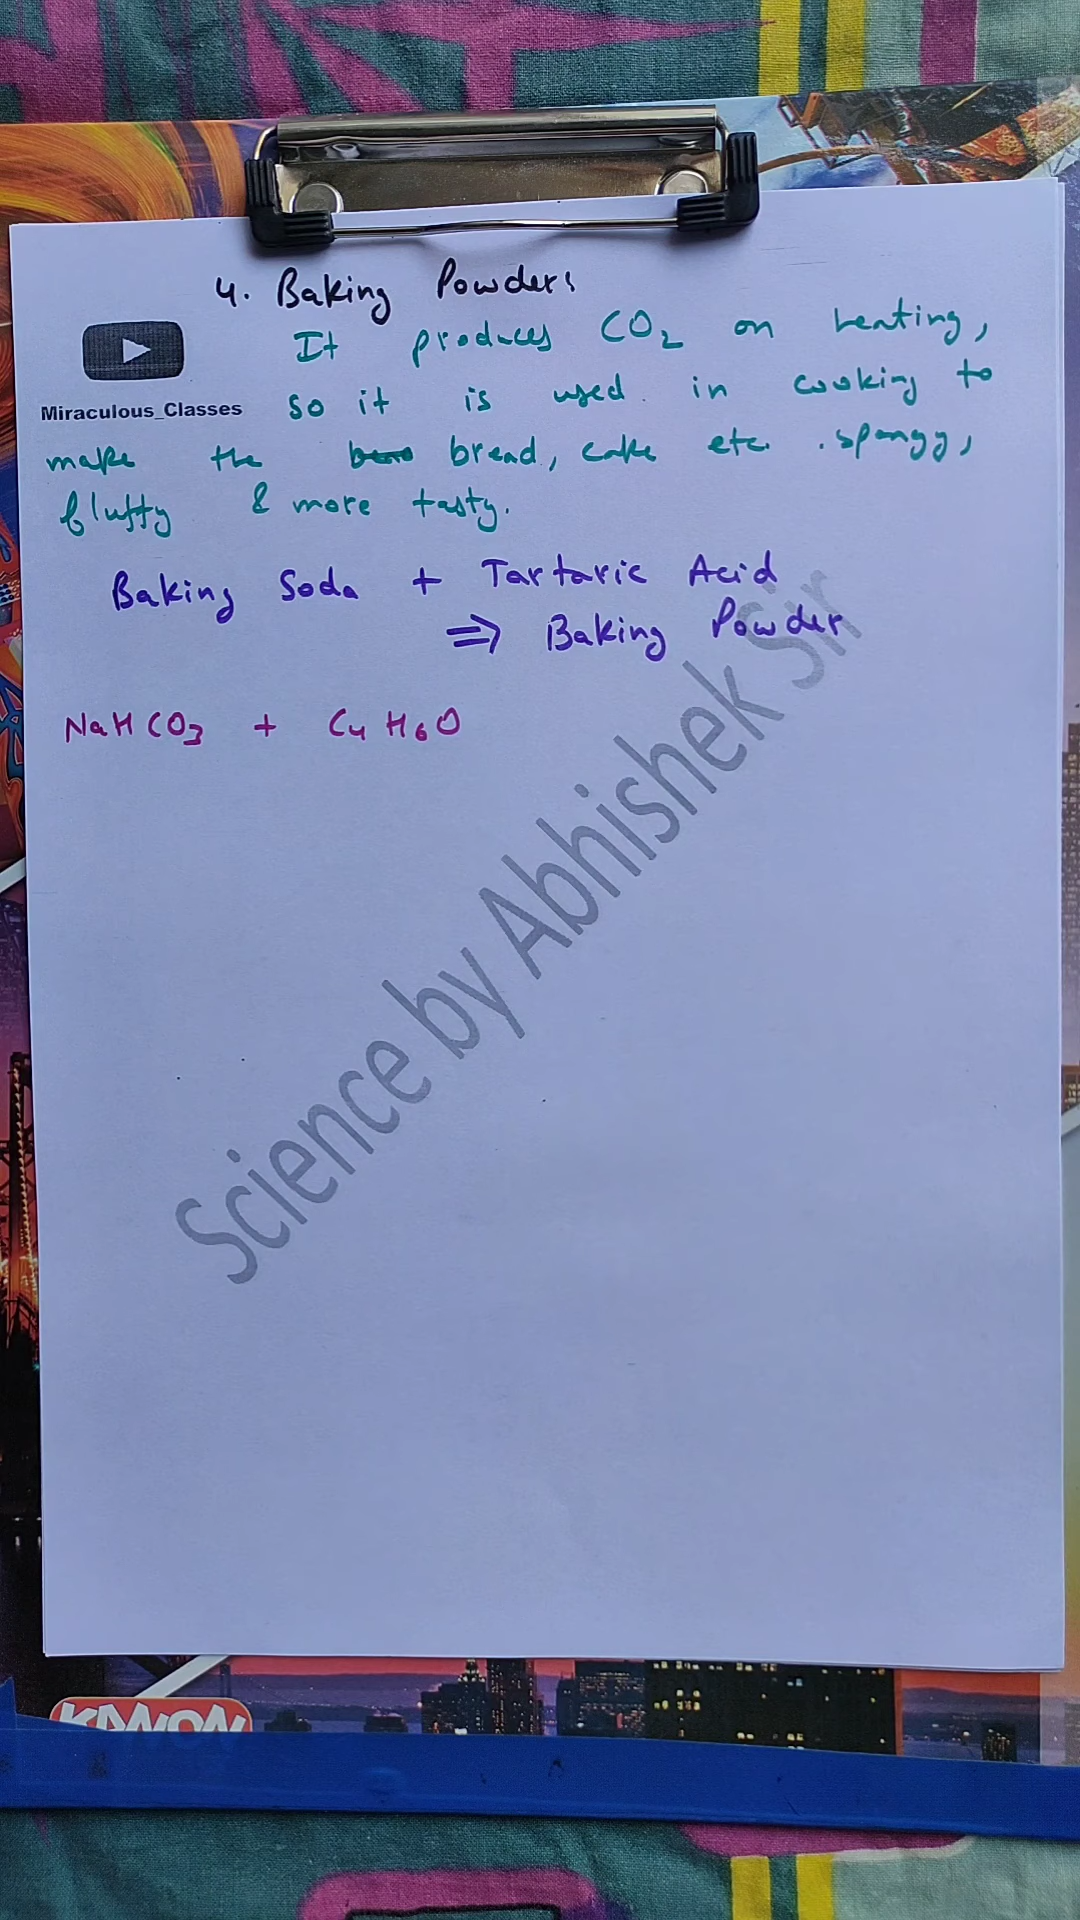 4. Baking Powder:
It produces CO2 on heating,
Miraculous_Classes
so it is used in cooking to
make the bread, cake etc. spongy,
fluffy & more tasty.
Baking Soda + Tartaric Acid
⇒ Baking Powder
NaHCO3 + C4H6O
Science by Abhishek Sir